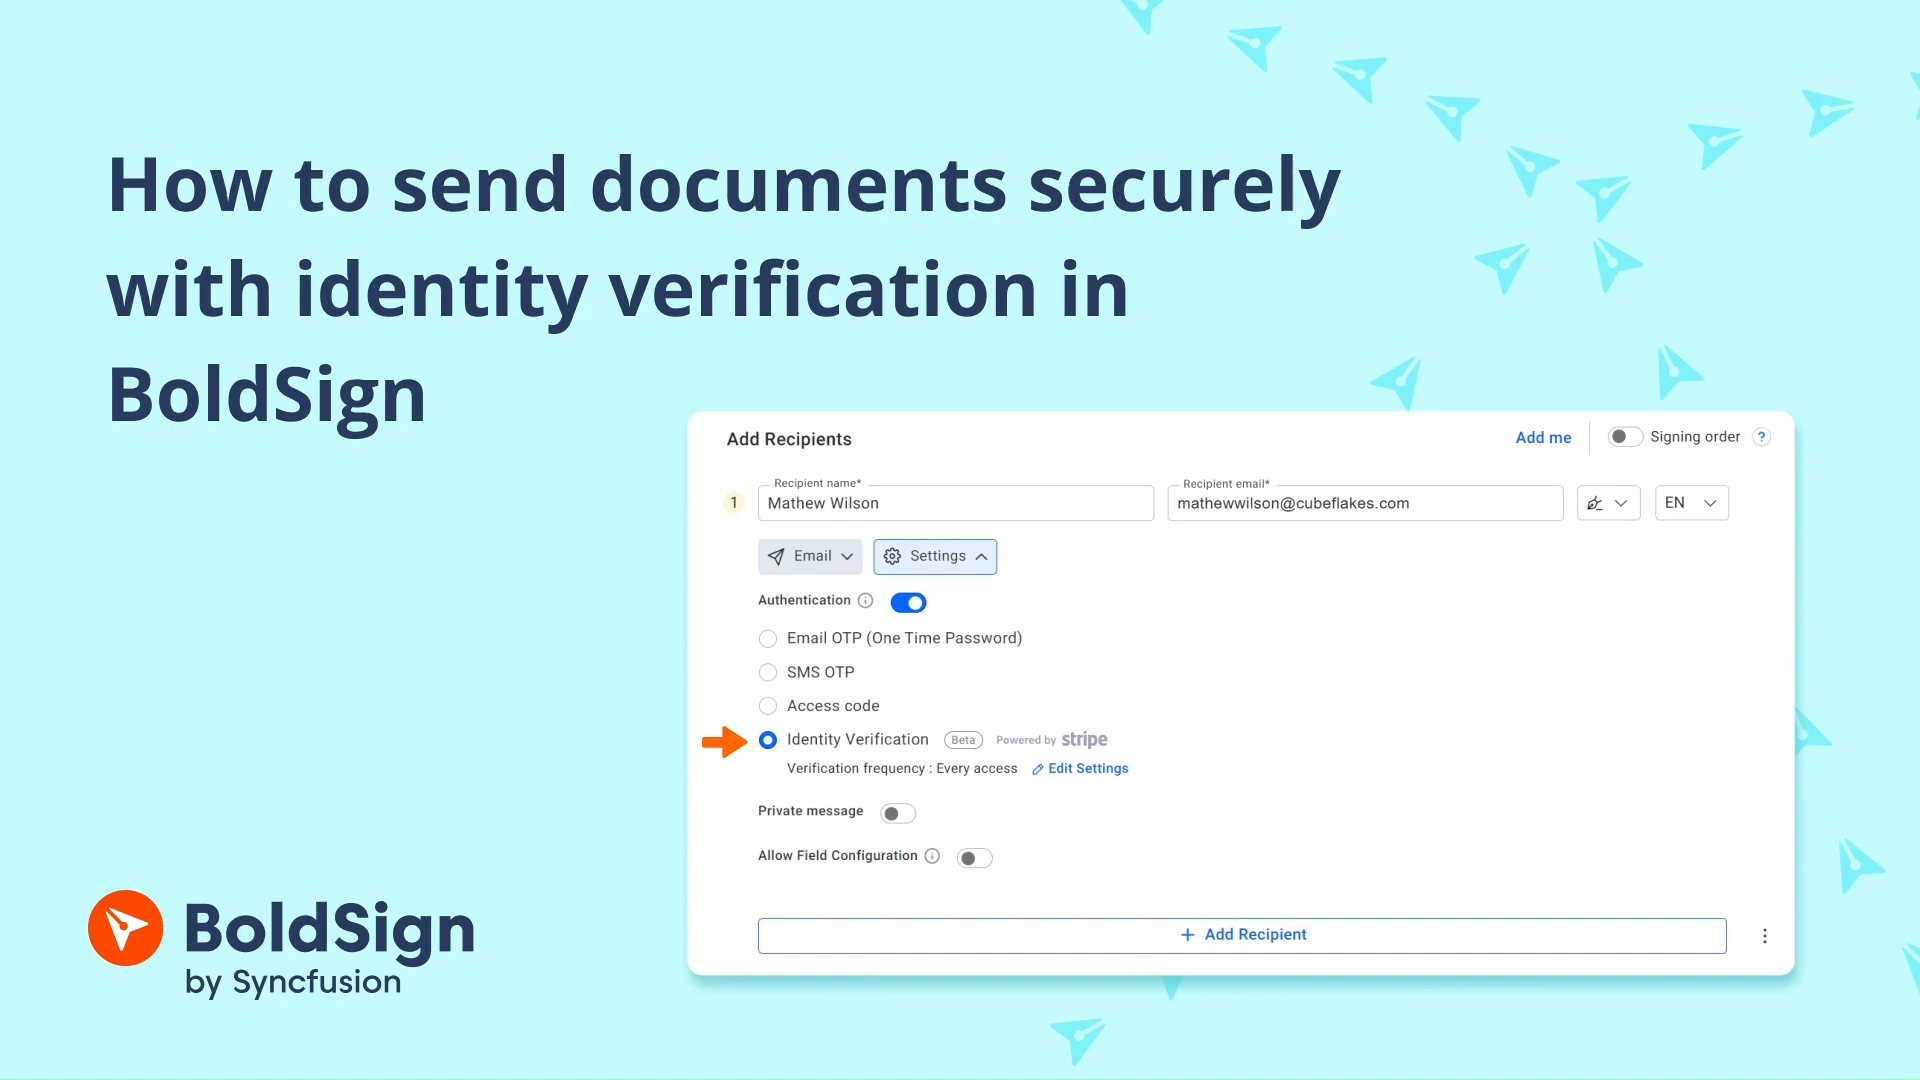 How to send documents securely
with identity verification in
BoldSign
Add Recipients
Add me
Signing order
?
1
Recipient name*
Mathew Wilson
Recipient email*
mathewwilson@cubeflakes.com
EN
Email
Settings
Authentication
Email OTP (One Time Password)
SMS OTP
Access code
Identity Verification Beta Powered by stripe
Verification frequency : Every access Edit Settings
Private message
Allow Field Configuration
+ Add Recipient
BoldSign
by Syncfusion